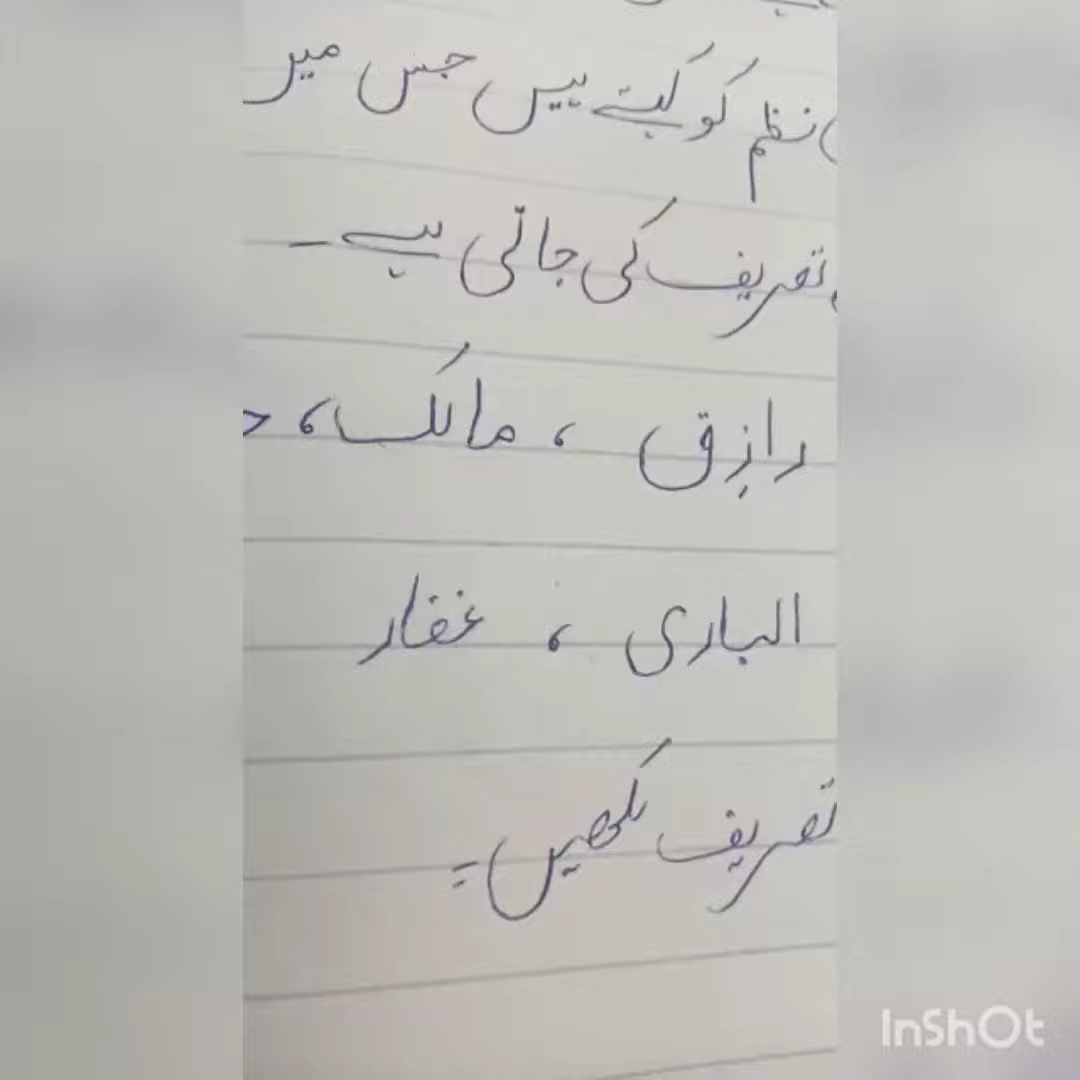 نظم کو کہتے ہیں جس میں
تعریف کی جاتی ہے۔
رازق ، مالک،
الباری ، غفار
تعریف لکھیں۔
InShOt